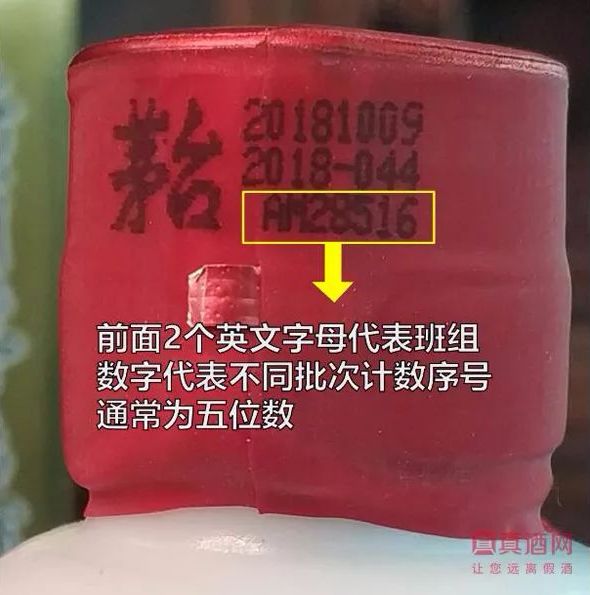 茅台
20181009
2018-044
AM28516
前面2个英文字母代表班组
数字代表不同批次计数序号
通常为五位数
真酒网
让您远离假酒